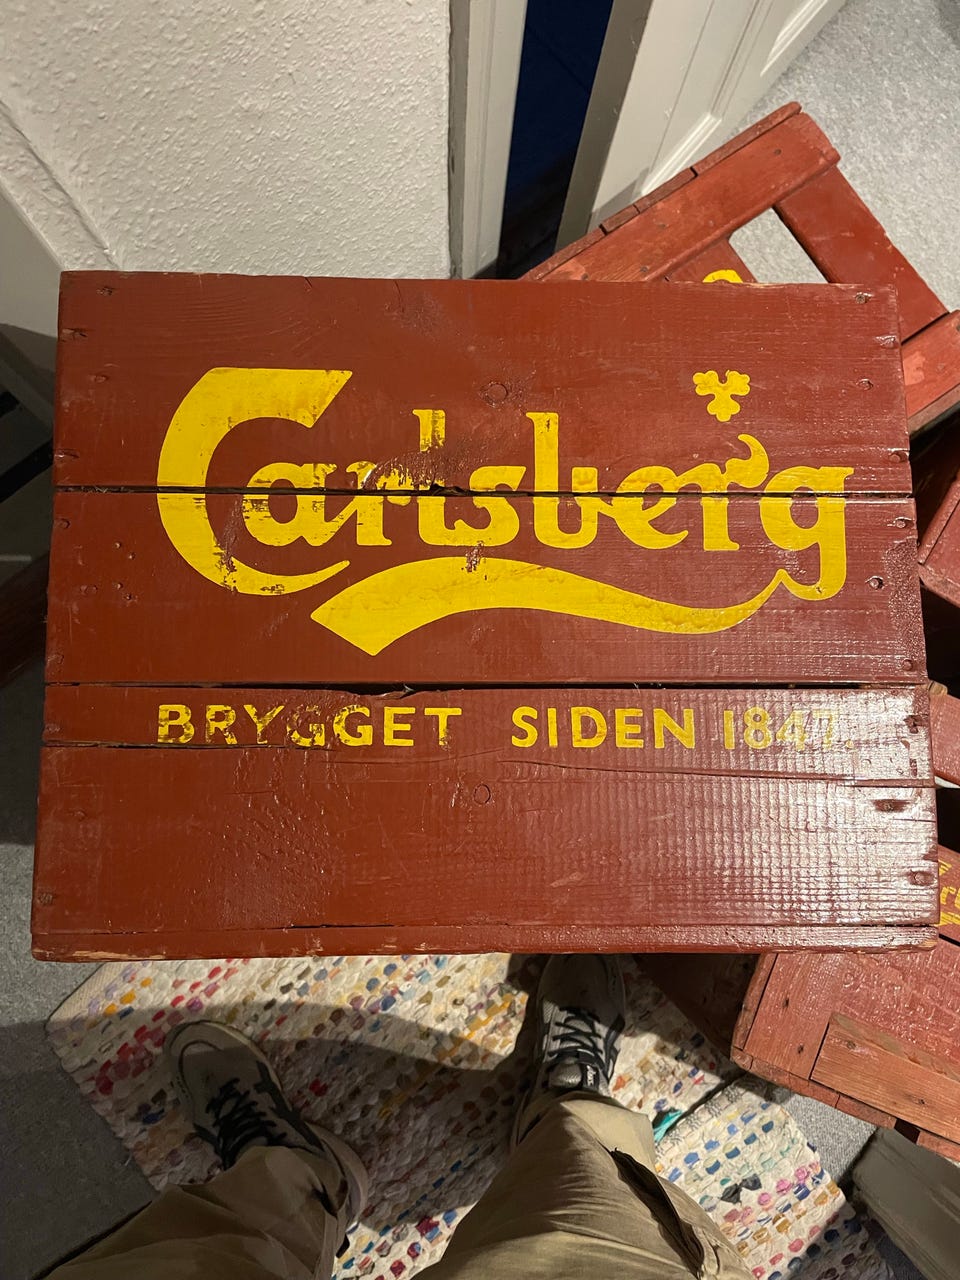 Carlsberg
BRYGGET SIDEN 1847.